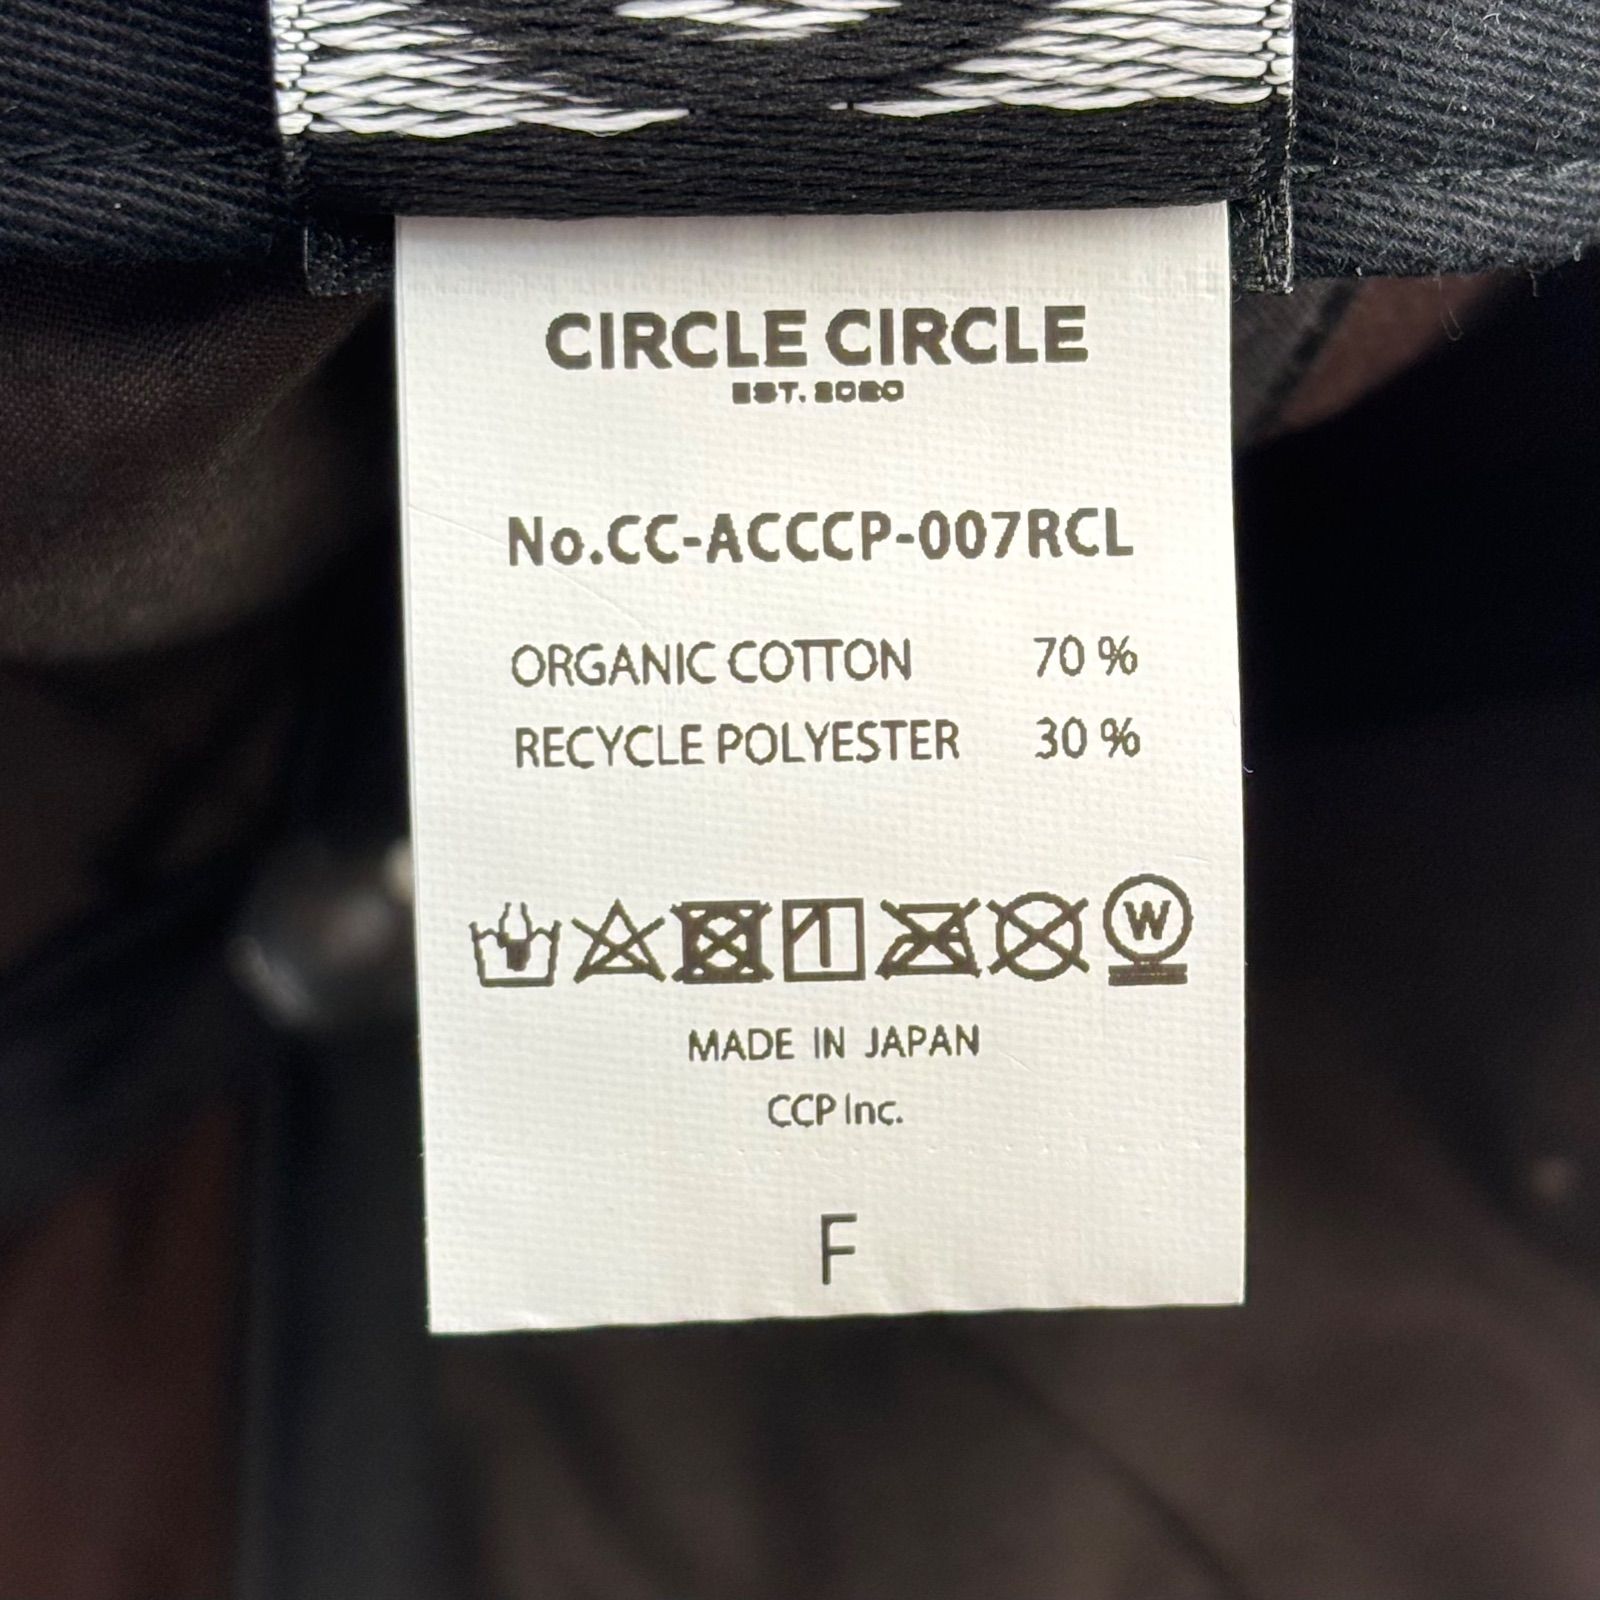 CIRCLE CIRCLE
EST. 2020
No.CC-ACCCP-007RCL
ORGANIC COTTON 70 %
RECYCLE POLYESTER 30 %
W
MADE IN JAPAN
CCP Inc.
F